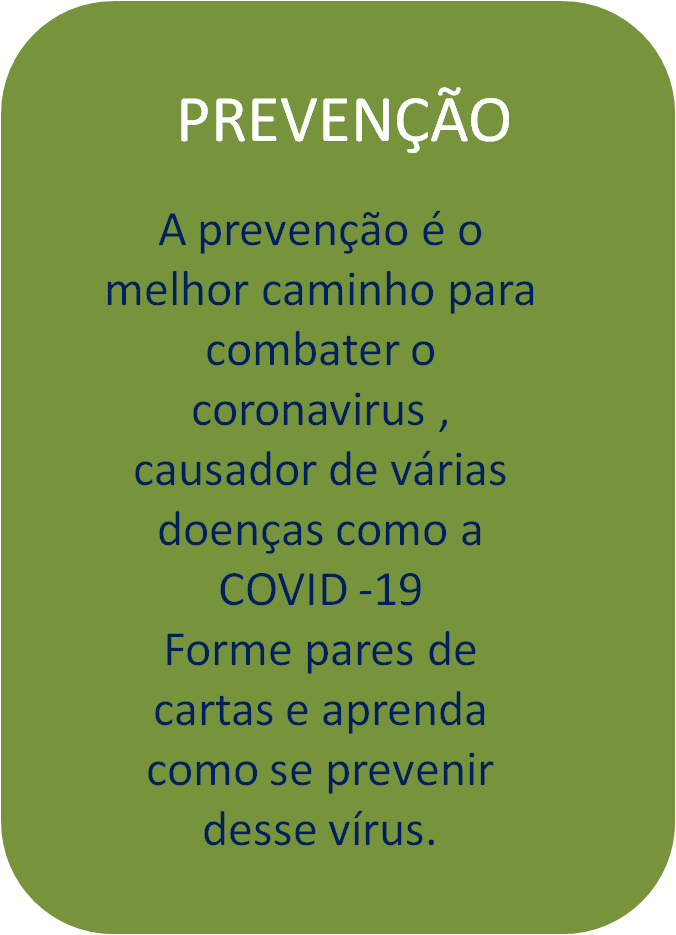 PREVENÇÃO
A prevenção é o
melhor caminho para
combater o
coronavirus ,
causador de várias
doenças como a
COVID -19
Forme pares de
cartas e aprenda
como se prevenir
desse vírus.